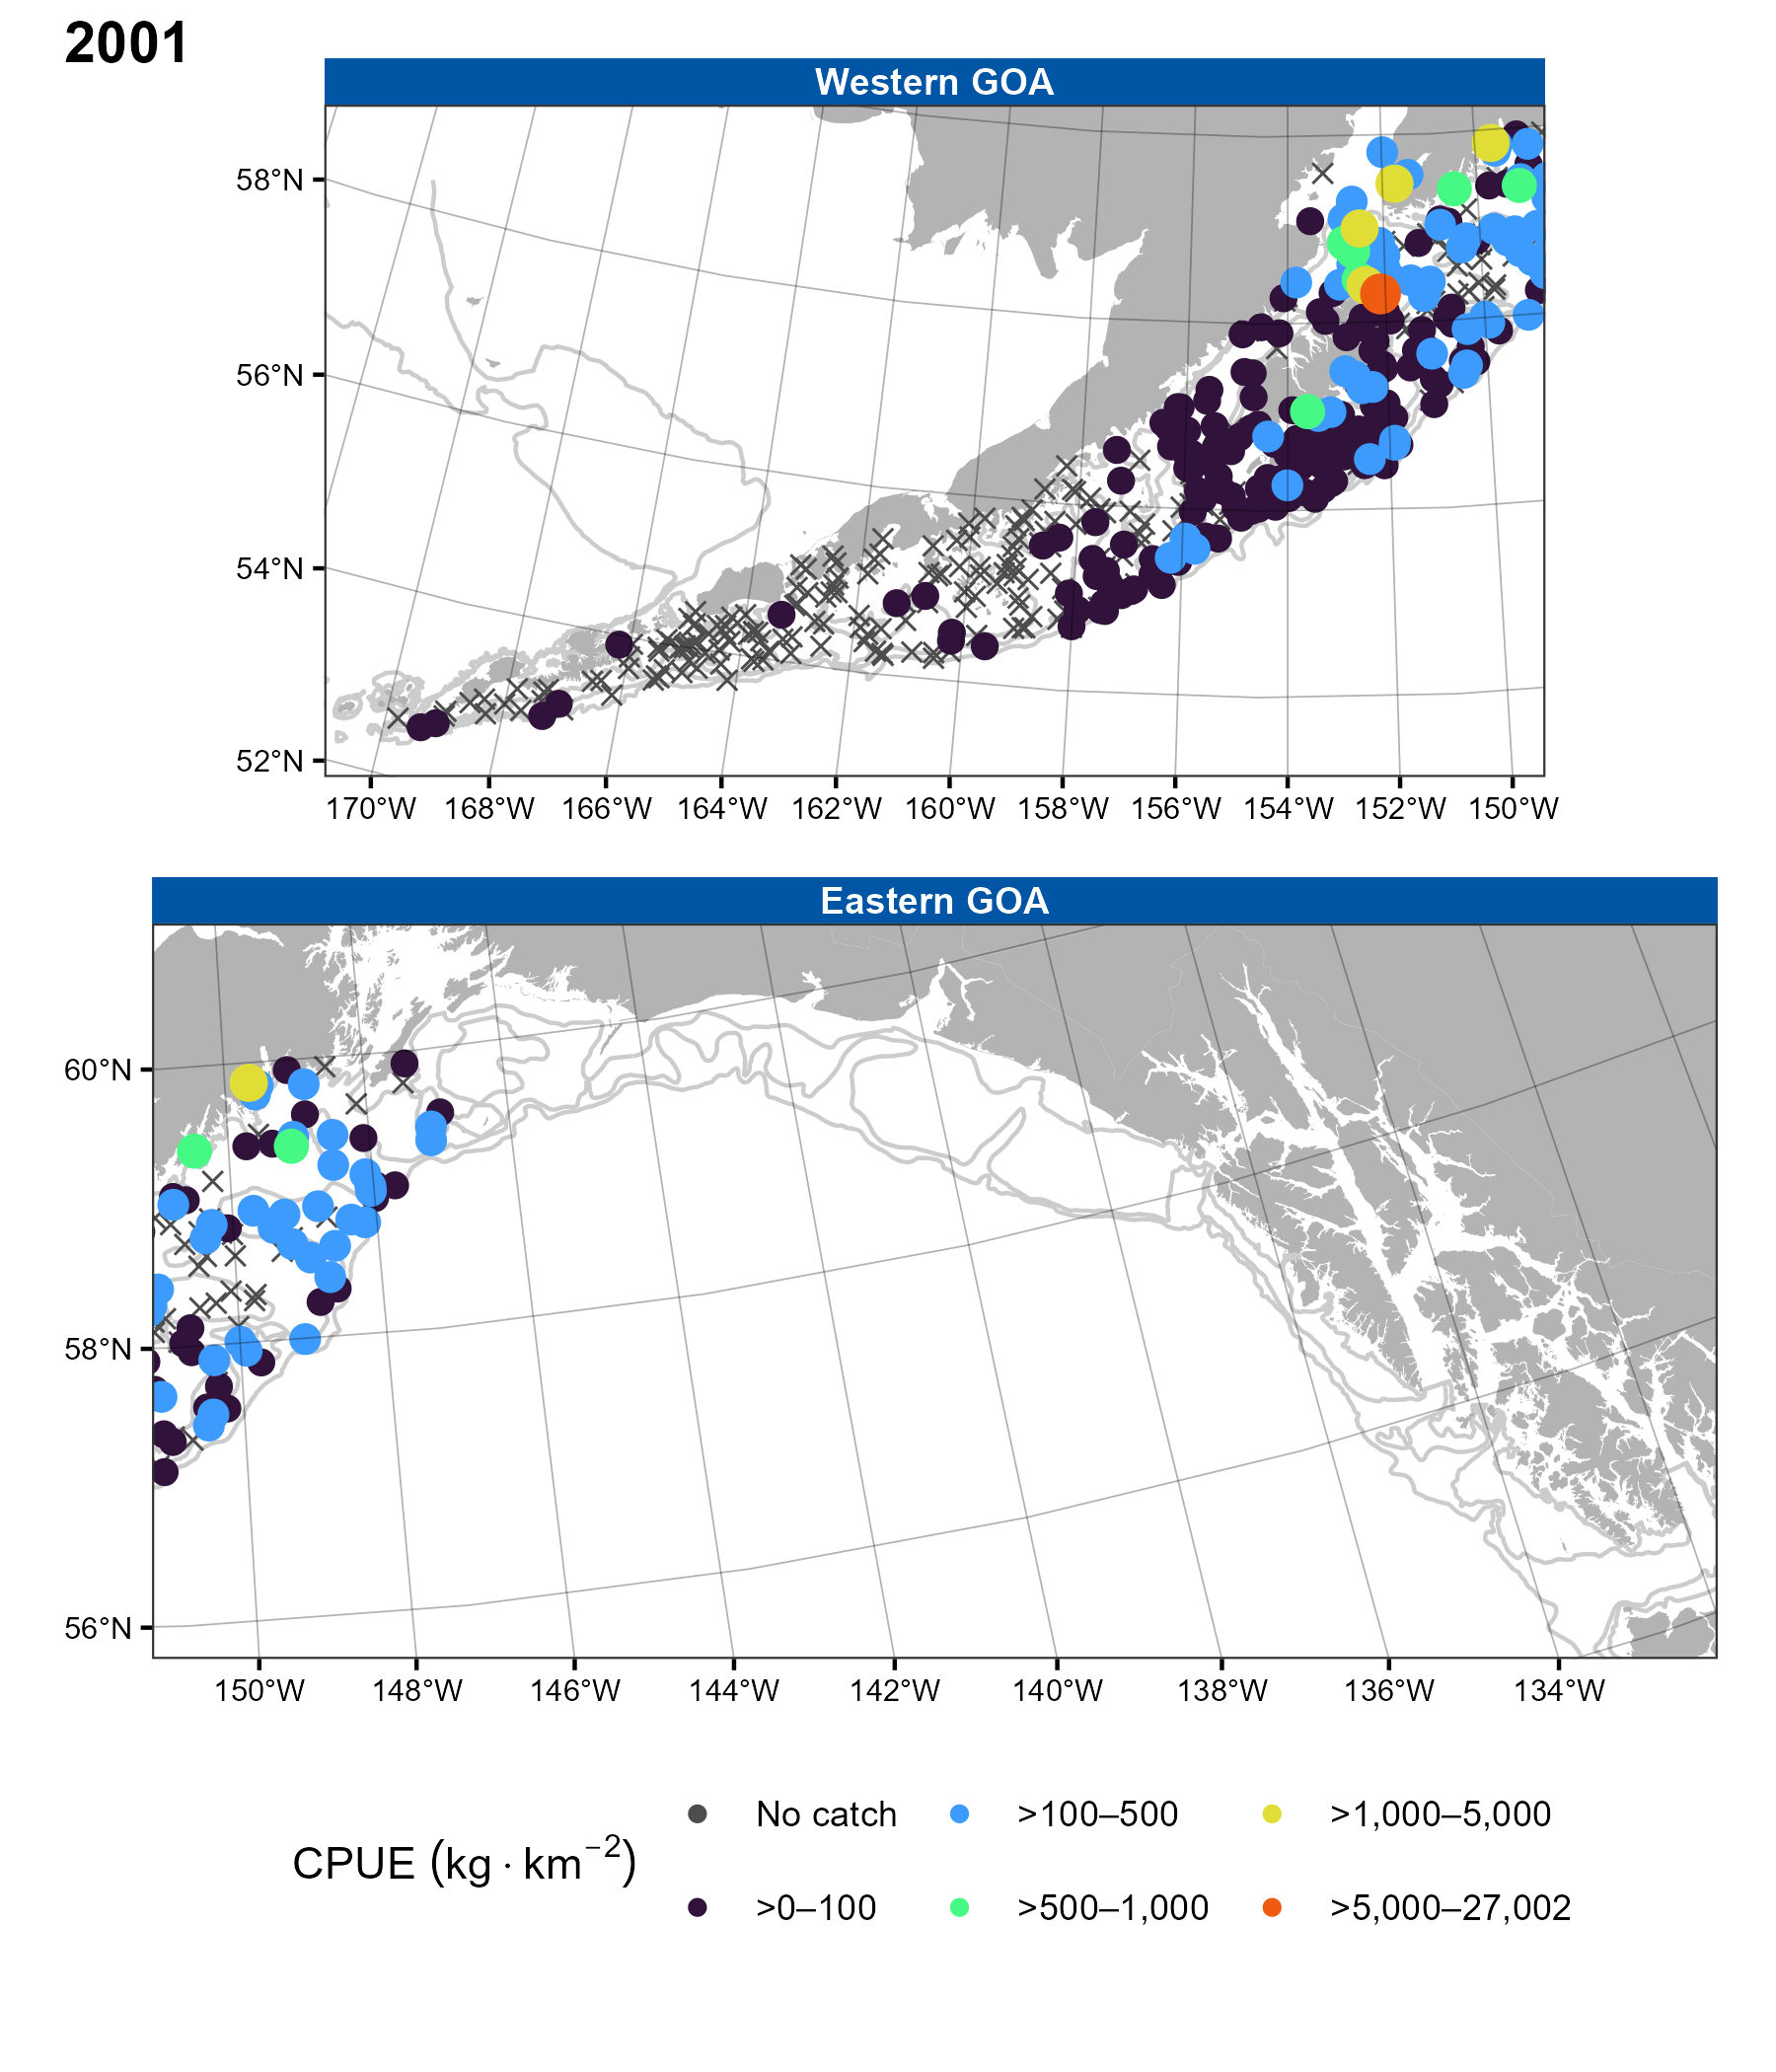 2001
Western GOA
58°N
56°N
54°N
52°N
170°W 168°W 166°W 164°W 162°W 160°W 158°W 156°W 154°W 152°W 150°W
Eastern GOA
60°N
58°N
56°N
150°W 148°W 146°W 144°W 142°W 140°W 138°W 136°W 134°W
CPUE (kg · km⁻²)
No catch >100–500 >1,000–5,000
>0–100 >500–1,000 >5,000–27,002